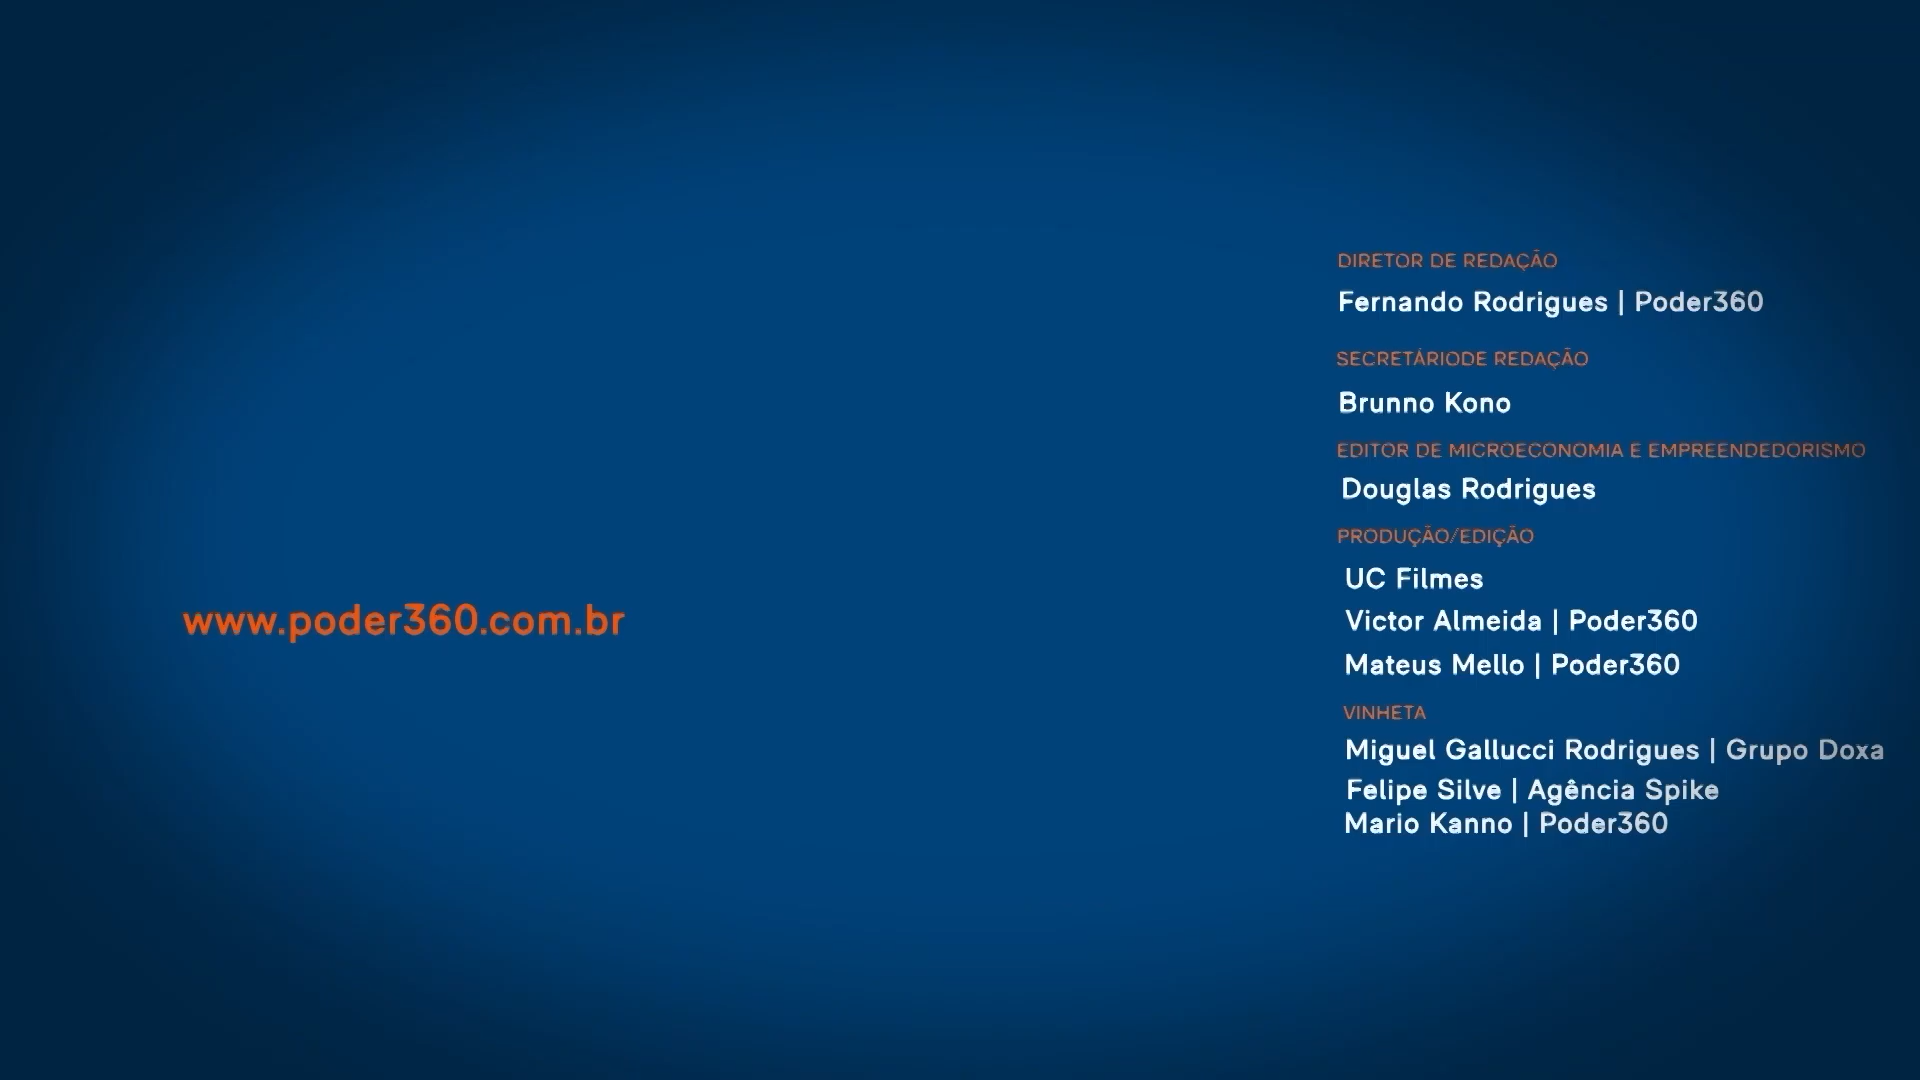 www.poder360.com.br
DIRETOR DE REDAÇÃO
Fernando Rodrigues | Poder360
SECRETÁRIODE REDAÇÃO
Brunno Kono
EDITOR DE MICROECONOMIA E EMPREENDEDORISMO
Douglas Rodrigues
PRODUÇÃO/EDIÇÃO
UC Filmes
Victor Almeida | Poder360
Mateus Mello | Poder360
VINHETA
Miguel Gallucci Rodrigues | Grupo Doxa
Felipe Silve | Agência Spike
Mario Kanno | Poder360